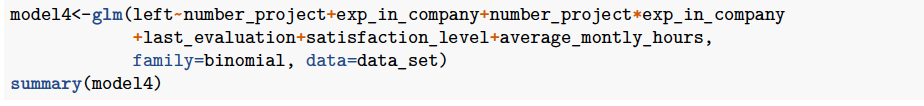 model4<-glm(left~number_project+exp_in_company+number_project*exp_in_company
+last_evaluation+satisfaction_level+average_montly_hours,
family=binomial, data=data_set)
summary(model4)